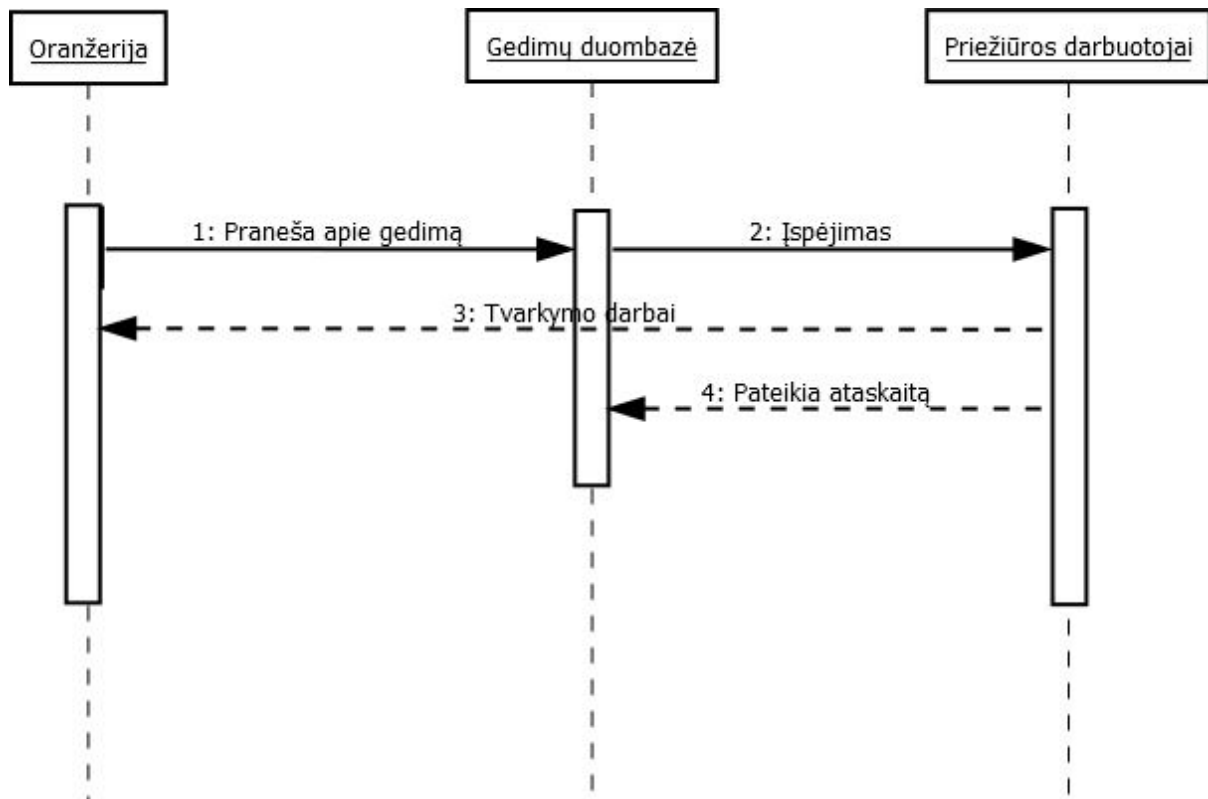 Oranžerija
Gedimų duombazė
Priežiūros darbuotojai
1: Praneša apie gedimą
2: Įspėjimas
3: Tvarkymo darbai
4: Pateikia ataskaitą